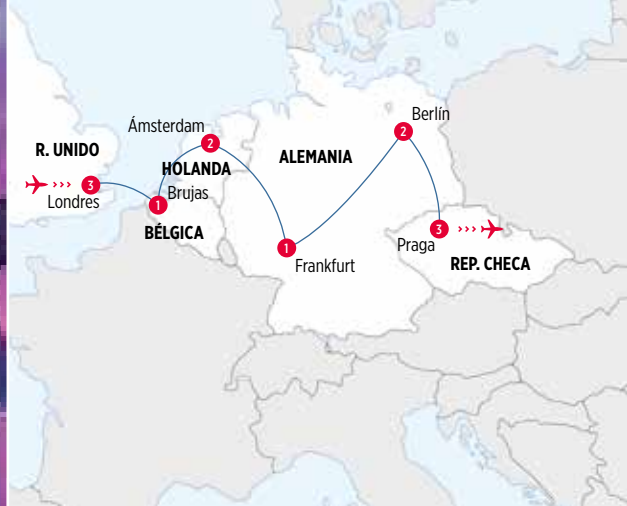 Berlín
2
Ámsterdam
2
R. UNIDO
ALEMANIA
HOLANDA
3
Londres
1
Brujas
BÉLGICA
3
Praga
1
Frankfurt
REP. CHECA